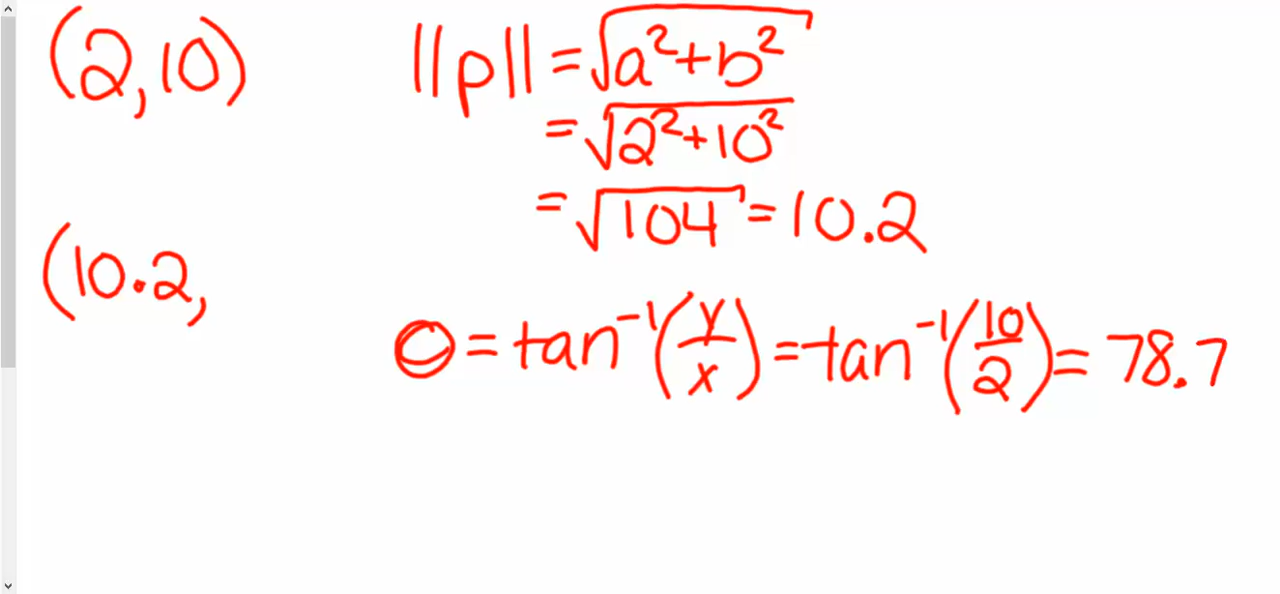 (2,10)
||p|| = √a²+b²
= √2²+10²
= √104 = 10.2
(10.2,
θ = tan⁻¹(y/x) = tan⁻¹(10/2) = 78.7